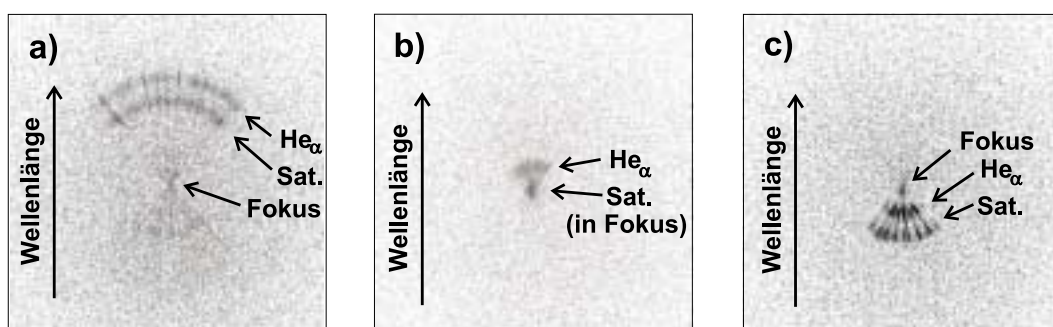 a)
Wellenlänge
Heα
Sat.
Fokus
b)
Wellenlänge
Heα
Sat.
(in Fokus)
c)
Wellenlänge
Fokus
Heα
Sat.